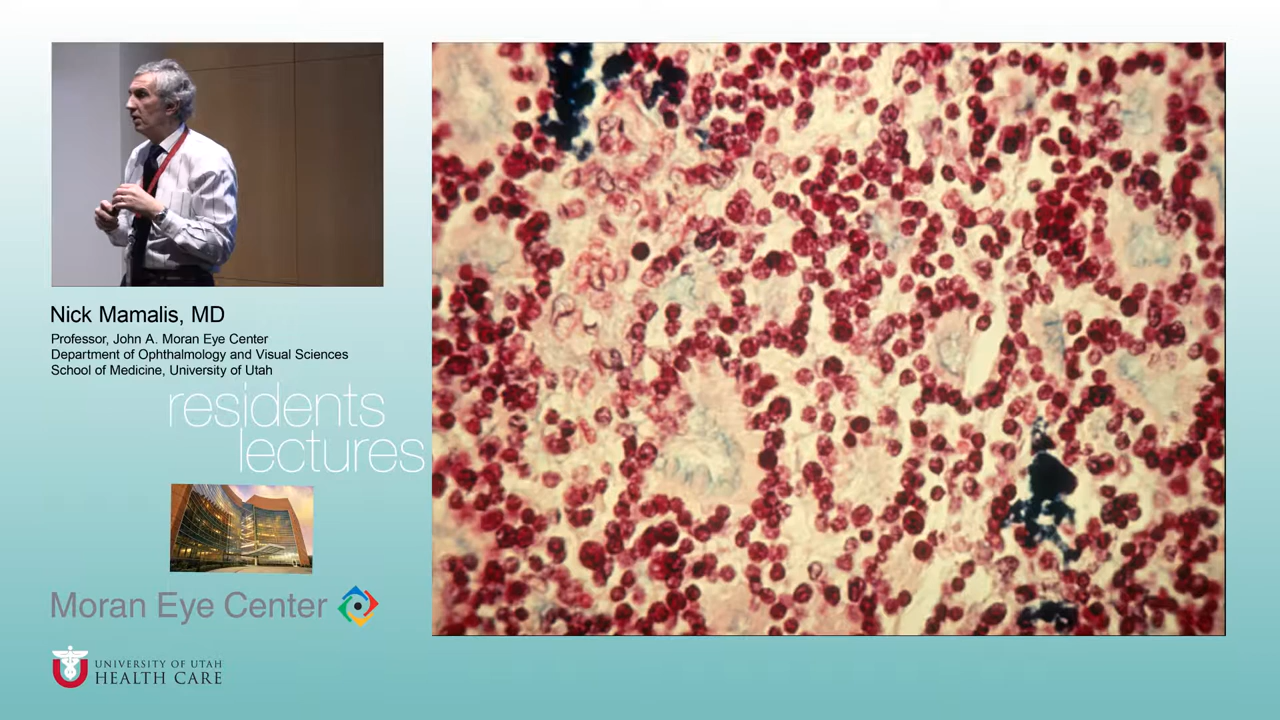 Nick Mamalis, MD
Professor, John A. Moran Eye Center
Department of Ophthalmology and Visual Sciences
School of Medicine, University of Utah
residents
lectures
Moran Eye Center
UNIVERSITY OF UTAH
HEALTH CARE